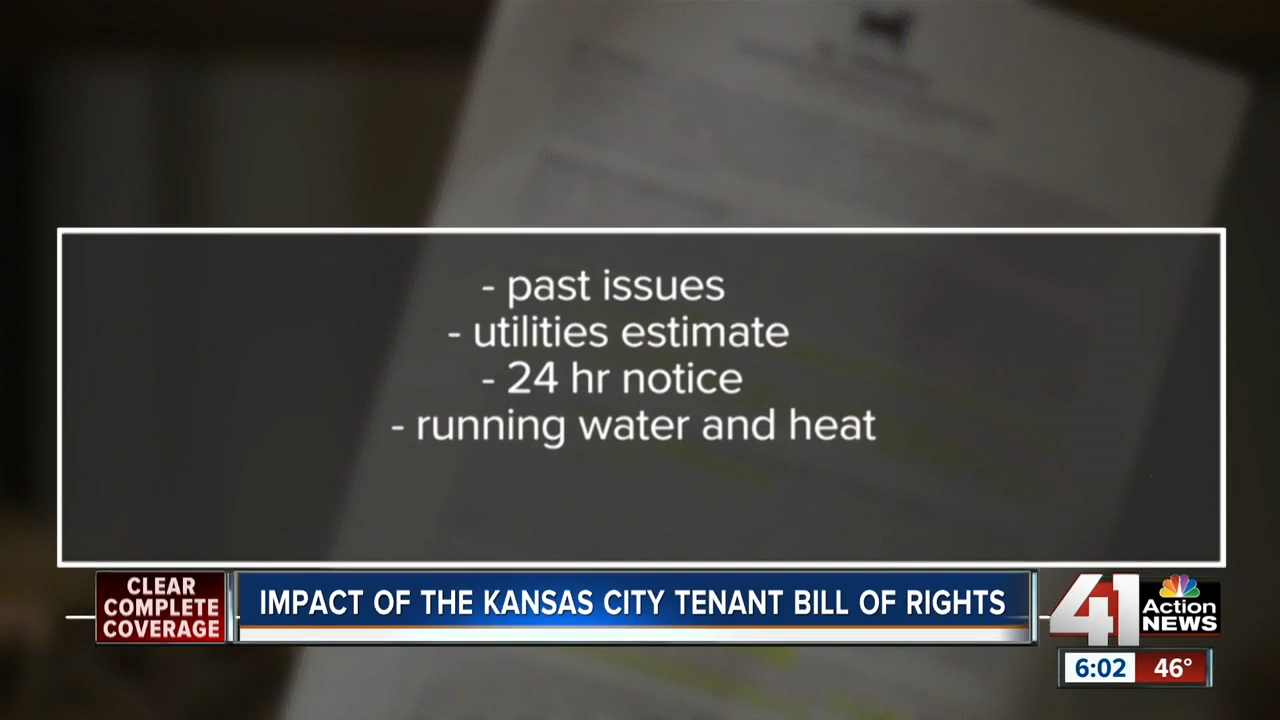 - past issues
- utilities estimate
- 24 hr notice
- running water and heat
CLEAR
COMPLETE
COVERAGE
IMPACT OF THE KANSAS CITY TENANT BILL OF RIGHTS
41
Action
NEWS
6:02 46°